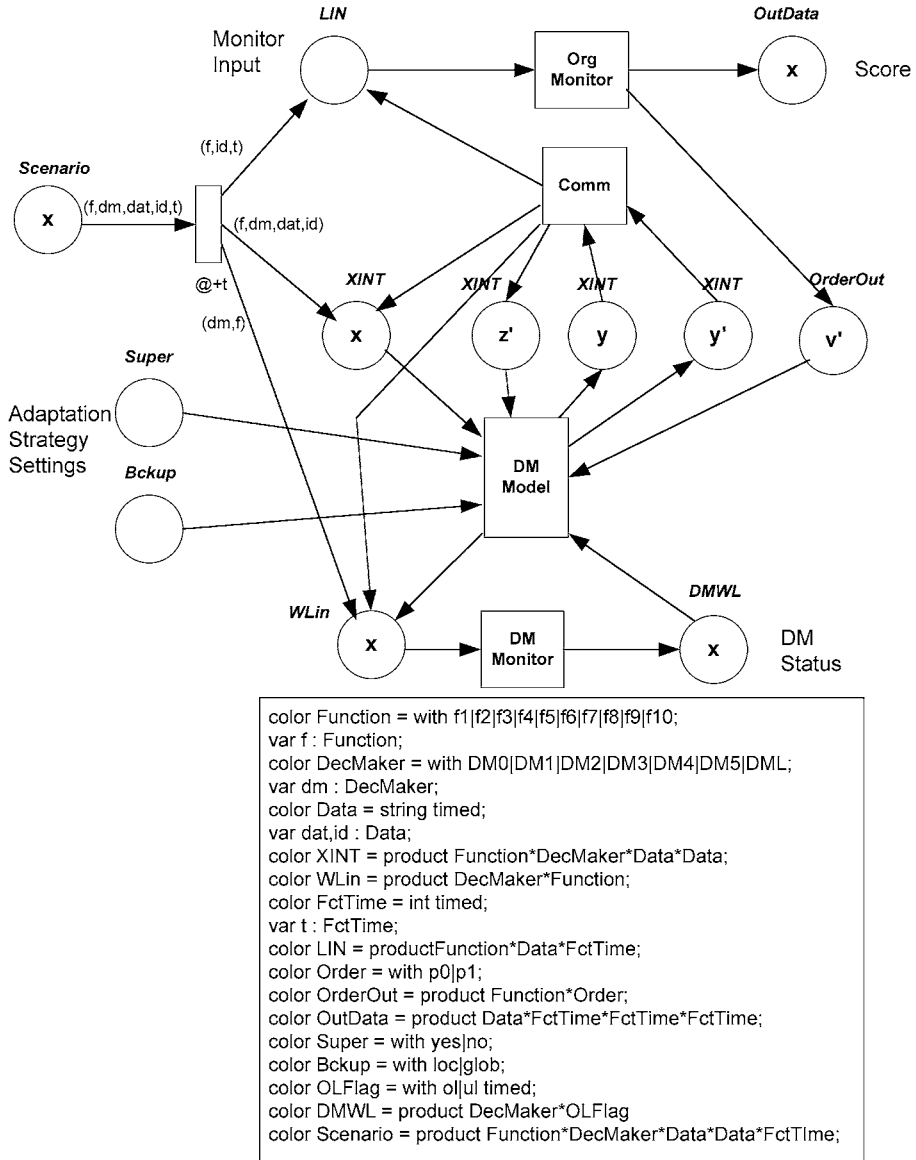 LIN
OutData
Monitor
Input
Org
Monitor
x
Score
(f,id,t)
Scenario
Comm
x
(f,dm,dat,id,t)
(f,dm,dat,id)
@+t
XINT
XINT
XINT
XINT
OrderOut
(dm,f)
x
z'
y
y'
v'
Super
Adaptation
Strategy
Settings
Bckup
DM
Model
WLin
DMWL
x
DM
Monitor
x
DM
Status
color Function = with f1|f2|f3|f4|f5|f6|f7|f8|f9|f10;
var f : Function;
color DecMaker = with DM0|DM1|DM2|DM3|DM4|DM5|DML;
var dm : DecMaker;
color Data = string timed;
var dat,id : Data;
color XINT = product Function*DecMaker*Data*Data;
color WLin = product DecMaker*Function;
color FctTime = int timed;
var t : FctTime;
color LIN = productFunction*Data*FctTime;
color Order = with p0|p1;
color OrderOut = product Function*Order;
color OutData = product Data*FctTime*FctTime*FctTime;
color Super = with yes|no;
color Bckup = with loc|glob;
color OLFlag = with ol|ul timed;
color DMWL = product DecMaker*OLFlag
color Scenario = product Function*DecMaker*Data*Data*FctTIme;